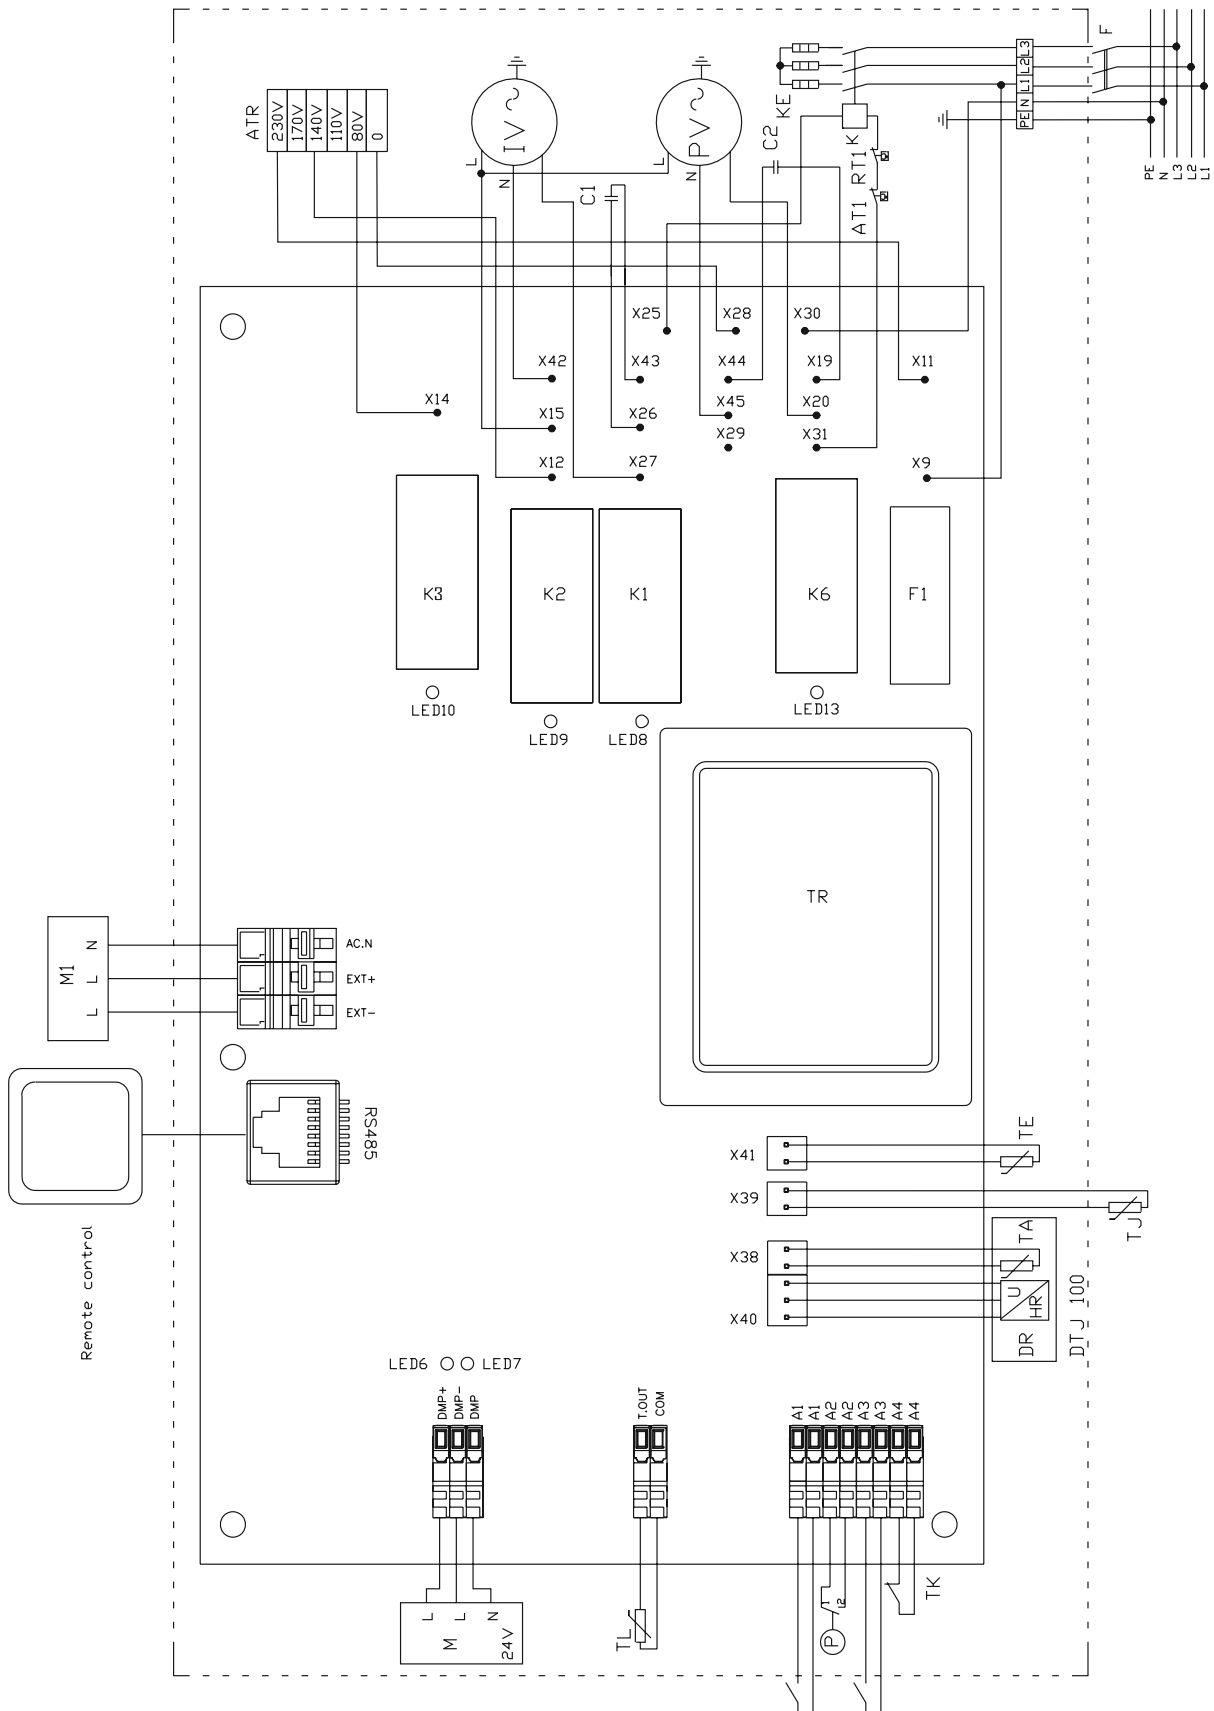 F
L3
L2
L1
N
PE
PE
N
L3
L2
L1
KE
K
C2
RT1
AT1
ATR
230V
170V
140V
110V
80V
0
IV
L
N
PV
L
N
C1
X25
X28
X30
X42
X43
X44
X19
X11
X14
X15
X26
X45
X20
X29
X31
X12
X27
X9
K3
K2
K1
K6
F1
LED10
LED9
LED8
LED13
TR
M1
N
L
L
AC.N
EXT+
EXT-
RS485
Remote control
X41
TE
X39
TJ
X38
TA
X40
U
HR
DR
DTJ 100
LED6
LED7
DMP+
DMP-
DMP
T.OUT
COM
A1
A1
A2
A2
A3
A3
A4
A4
L
L
N
M
24V
TL
P
1
L2
TK